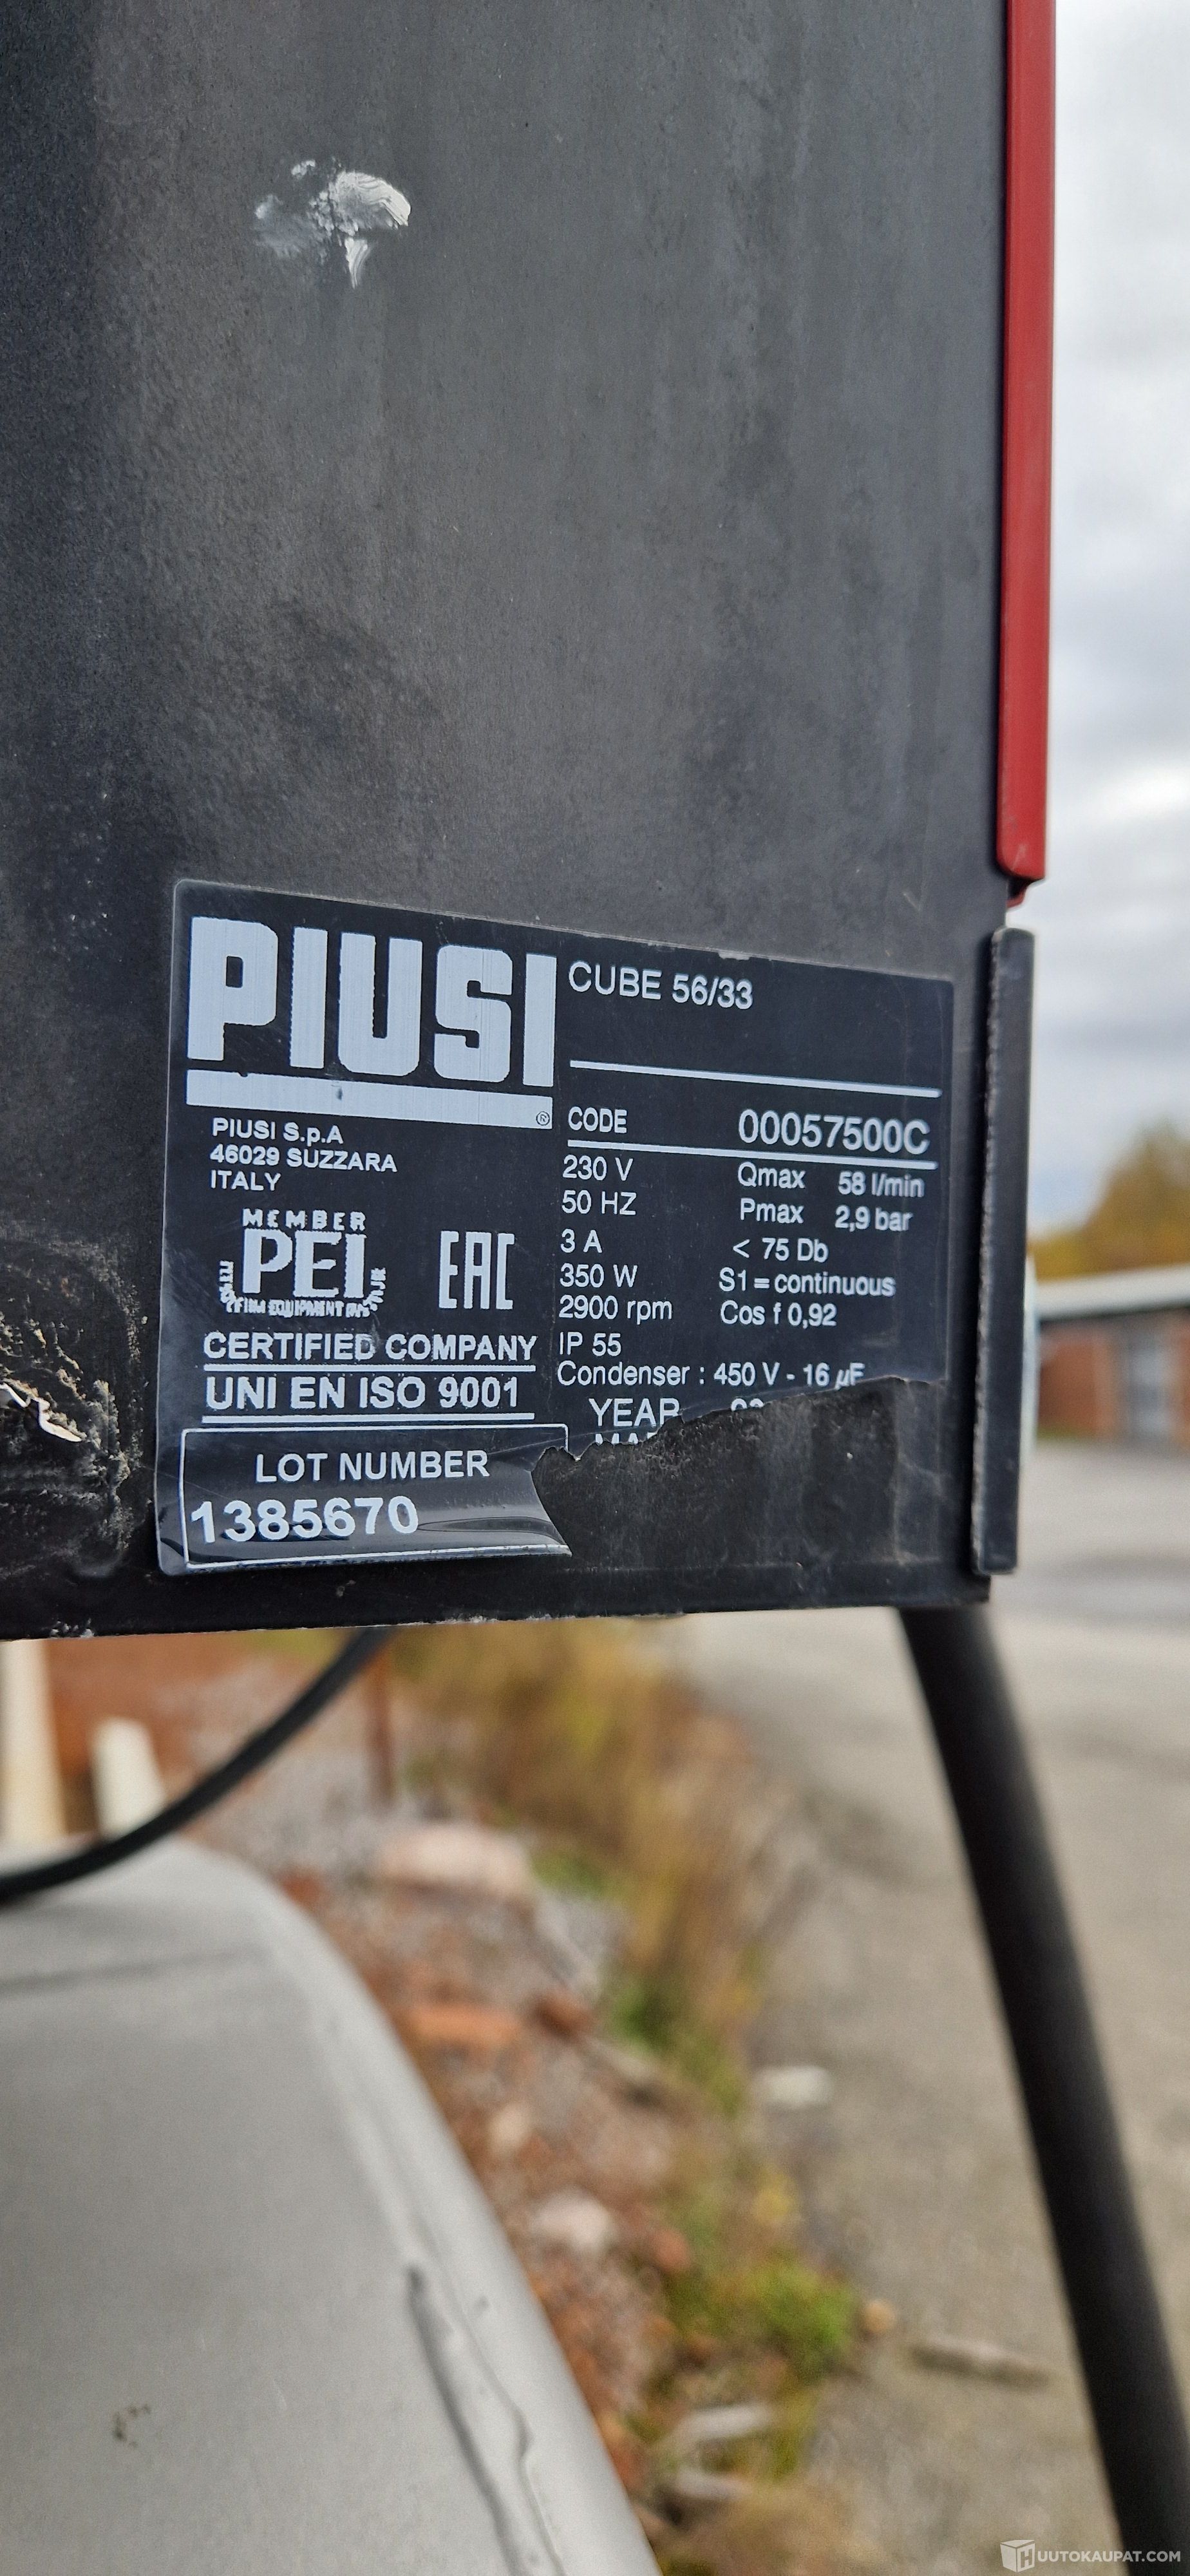 PIUSI
®
PIUSI S.p.A
46029 SUZZARA
ITALY
MEMBER
PEI
EAC
CERTIFIED COMPANY
UNI EN ISO 9001
LOT NUMBER
1385670
CUBE 56/33
CODE 00057500C
230 V Qmax 58 l/min
50 HZ Pmax 2,9 bar
3 A < 75 Db
350 W S1 = continuous
2900 rpm Cos f 0,92
IP 55
Condenser : 450 V - 16 µF
YEAR
HUUTOKAUPAT.COM